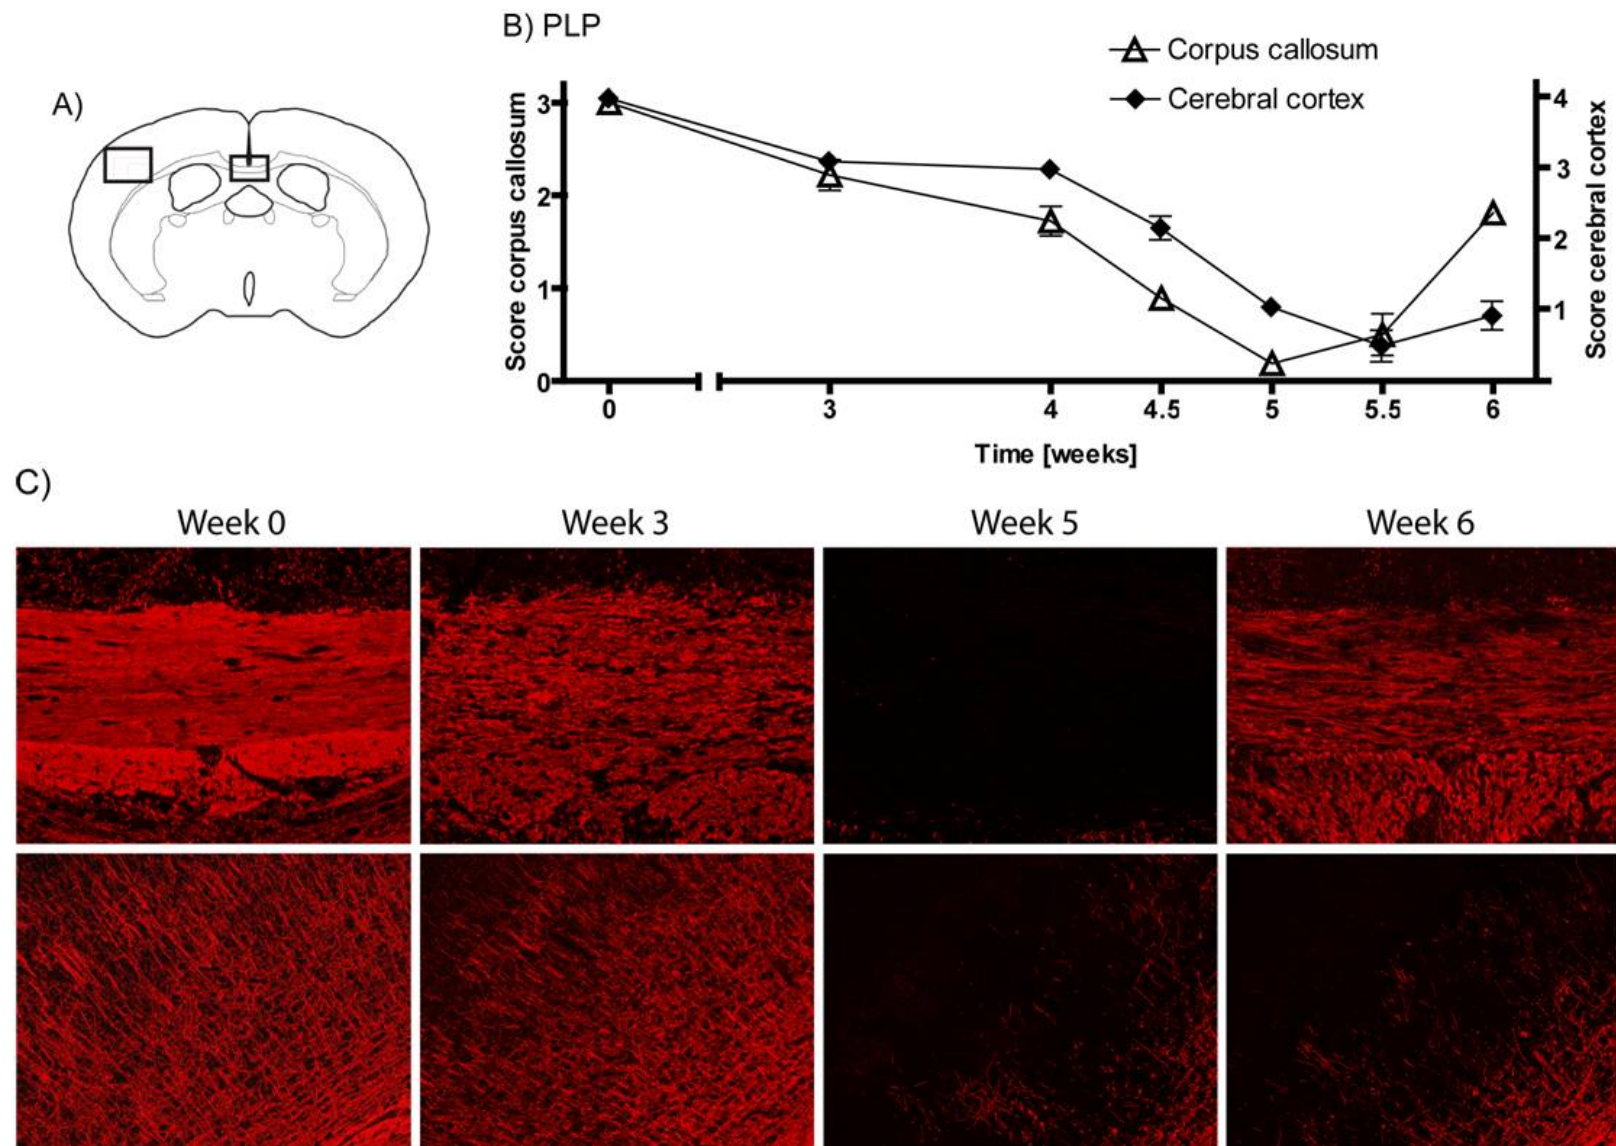 A)
B) PLP
Corpus callosum
Cerebral cortex
Score corpus callosum
3
2
1
0
4
3
2
1
Score cerebral cortex
0 3 4 4.5 5 5.5 6
Time [weeks]
C)
Week 0 Week 3 Week 5 Week 6